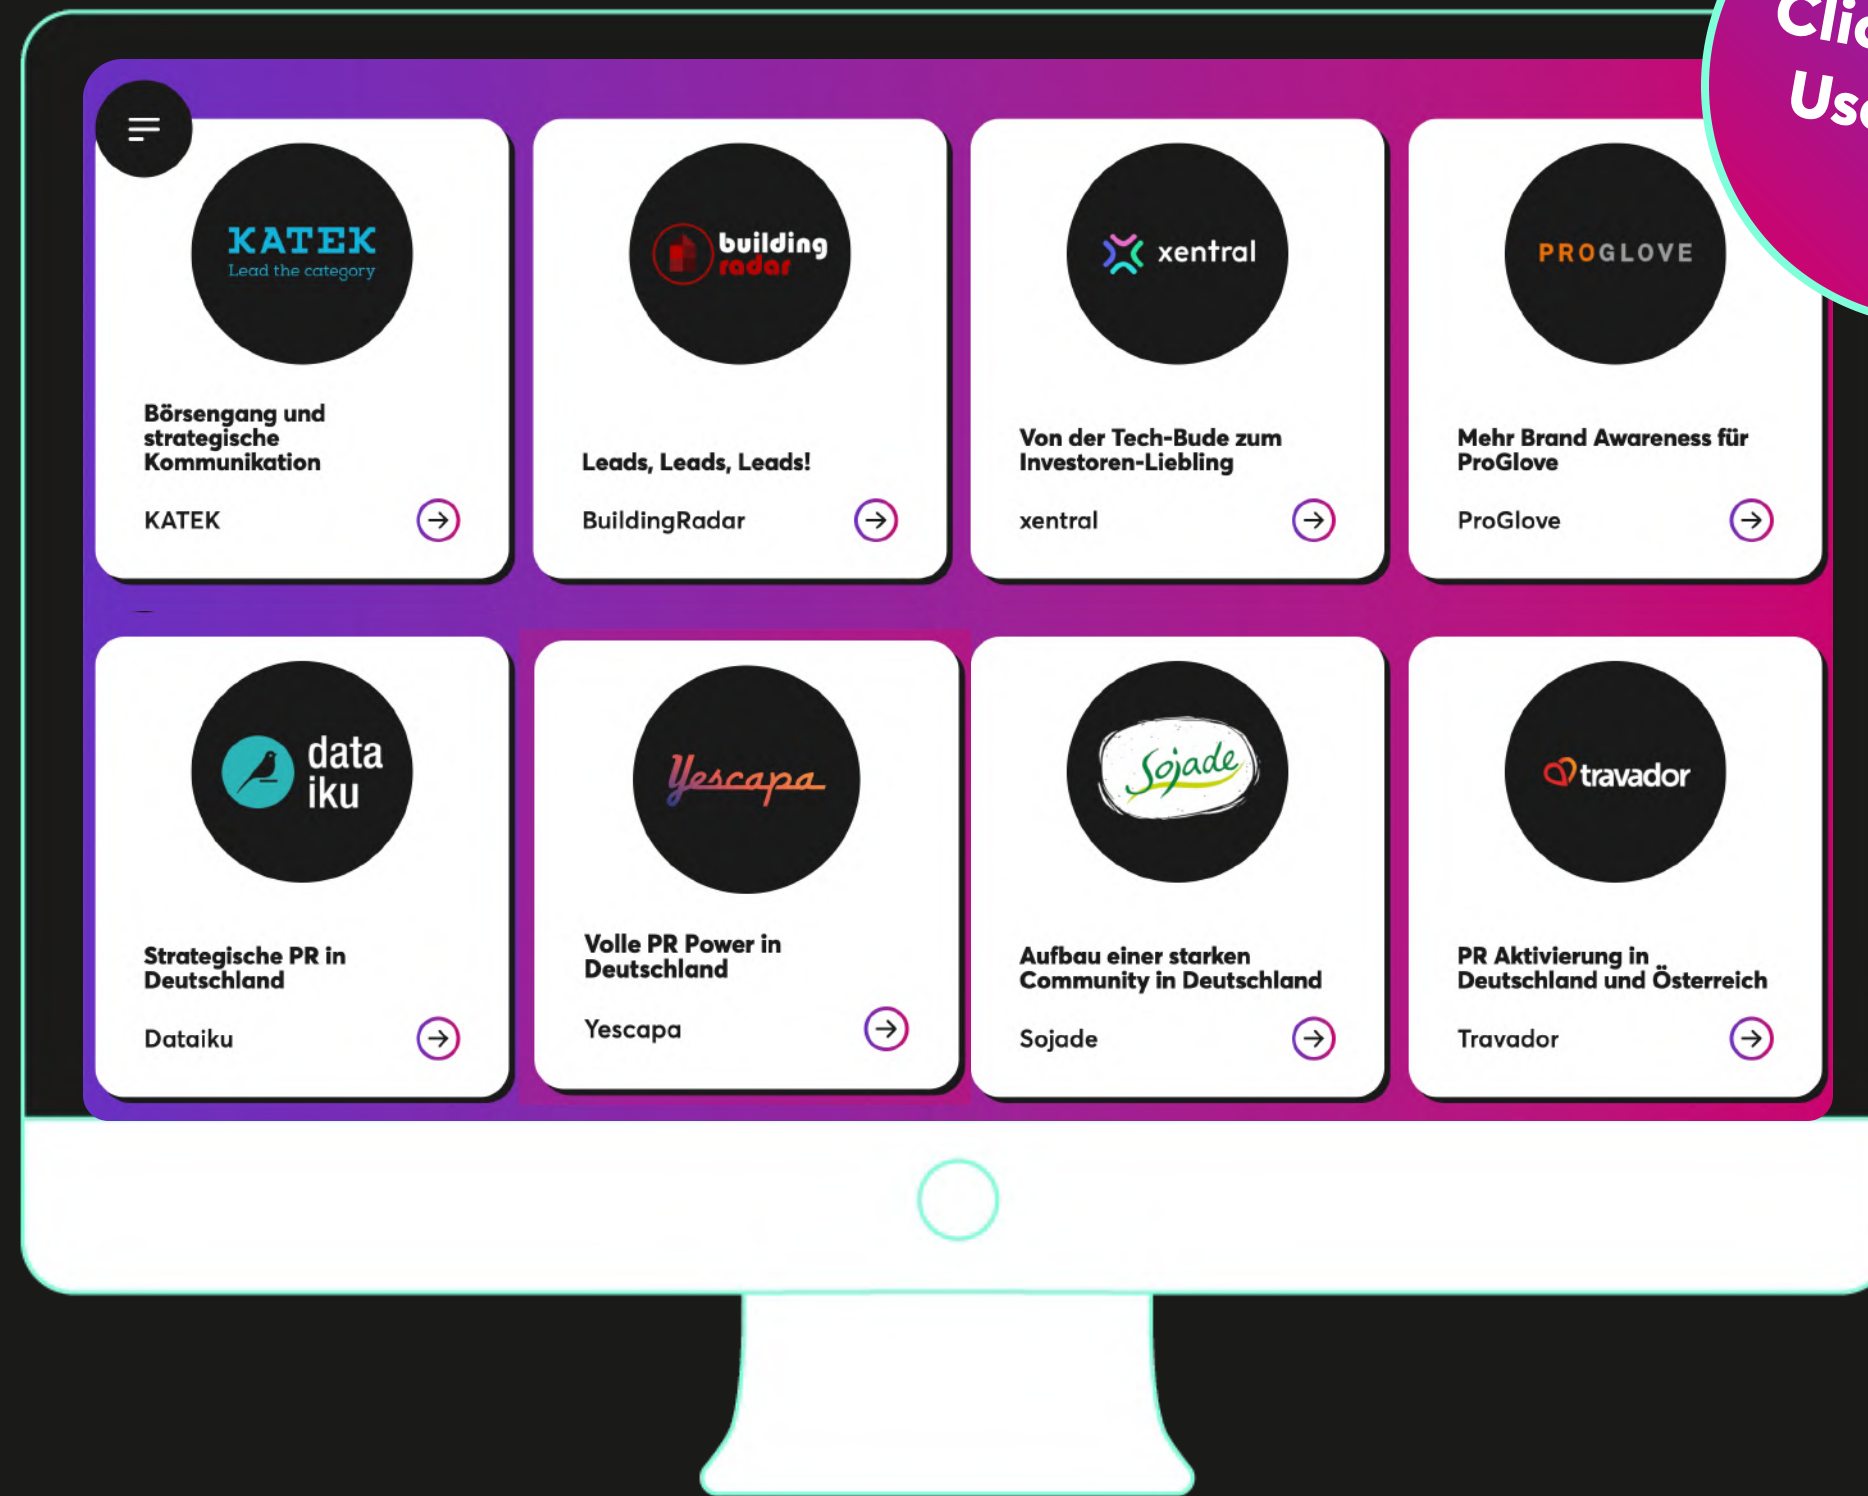 KATEK
Lead the category
Börsengang und
strategische
Kommunikation
KATEK
building
radar
Leads, Leads, Leads!
BuildingRadar
xentral
Von der Tech-Bude zum
Investoren-Liebling
xentral
PROGLOVE
Mehr Brand Awareness für
ProGlove
ProGlove
data
iku
Strategische PR in
Deutschland
Dataiku
Yescapa
Volle PR Power in
Deutschland
Yescapa
Sojade
Aufbau einer starken
Community in Deutschland
Sojade
travador
PR Aktivierung in
Deutschland und Österreich
Travador